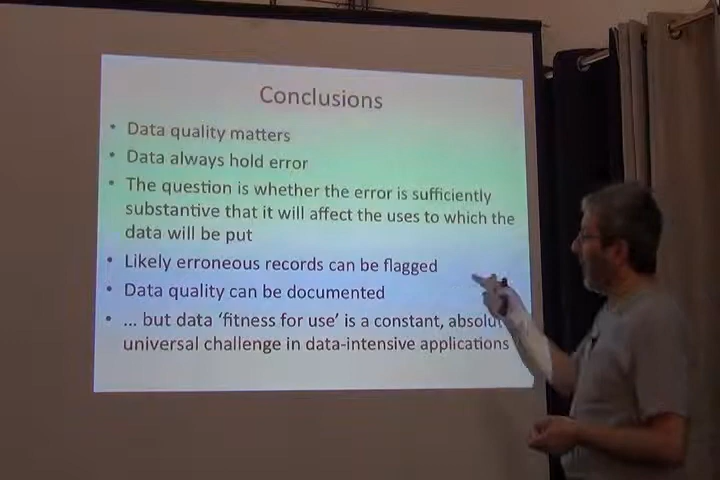 Conclusions
• Data quality matters
• Data always hold error
• The question is whether the error is sufficiently
substantive that it will affect the uses to which the
data will be put
• Likely erroneous records can be flagged
• Data quality can be documented
• ... but data ‘fitness for use’ is a constant,
universal challenge in data-intensive applications